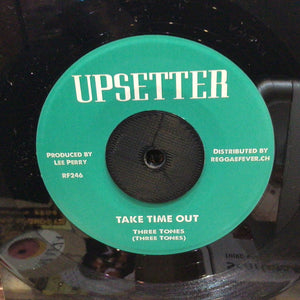 UPSETTER
PRODUCED BY
LEE PERRY
RF246
DISTRIBUTED BY
REGGAEFEVER.CH
TAKE TIME OUT
THREE TONES
(THREE TONES)